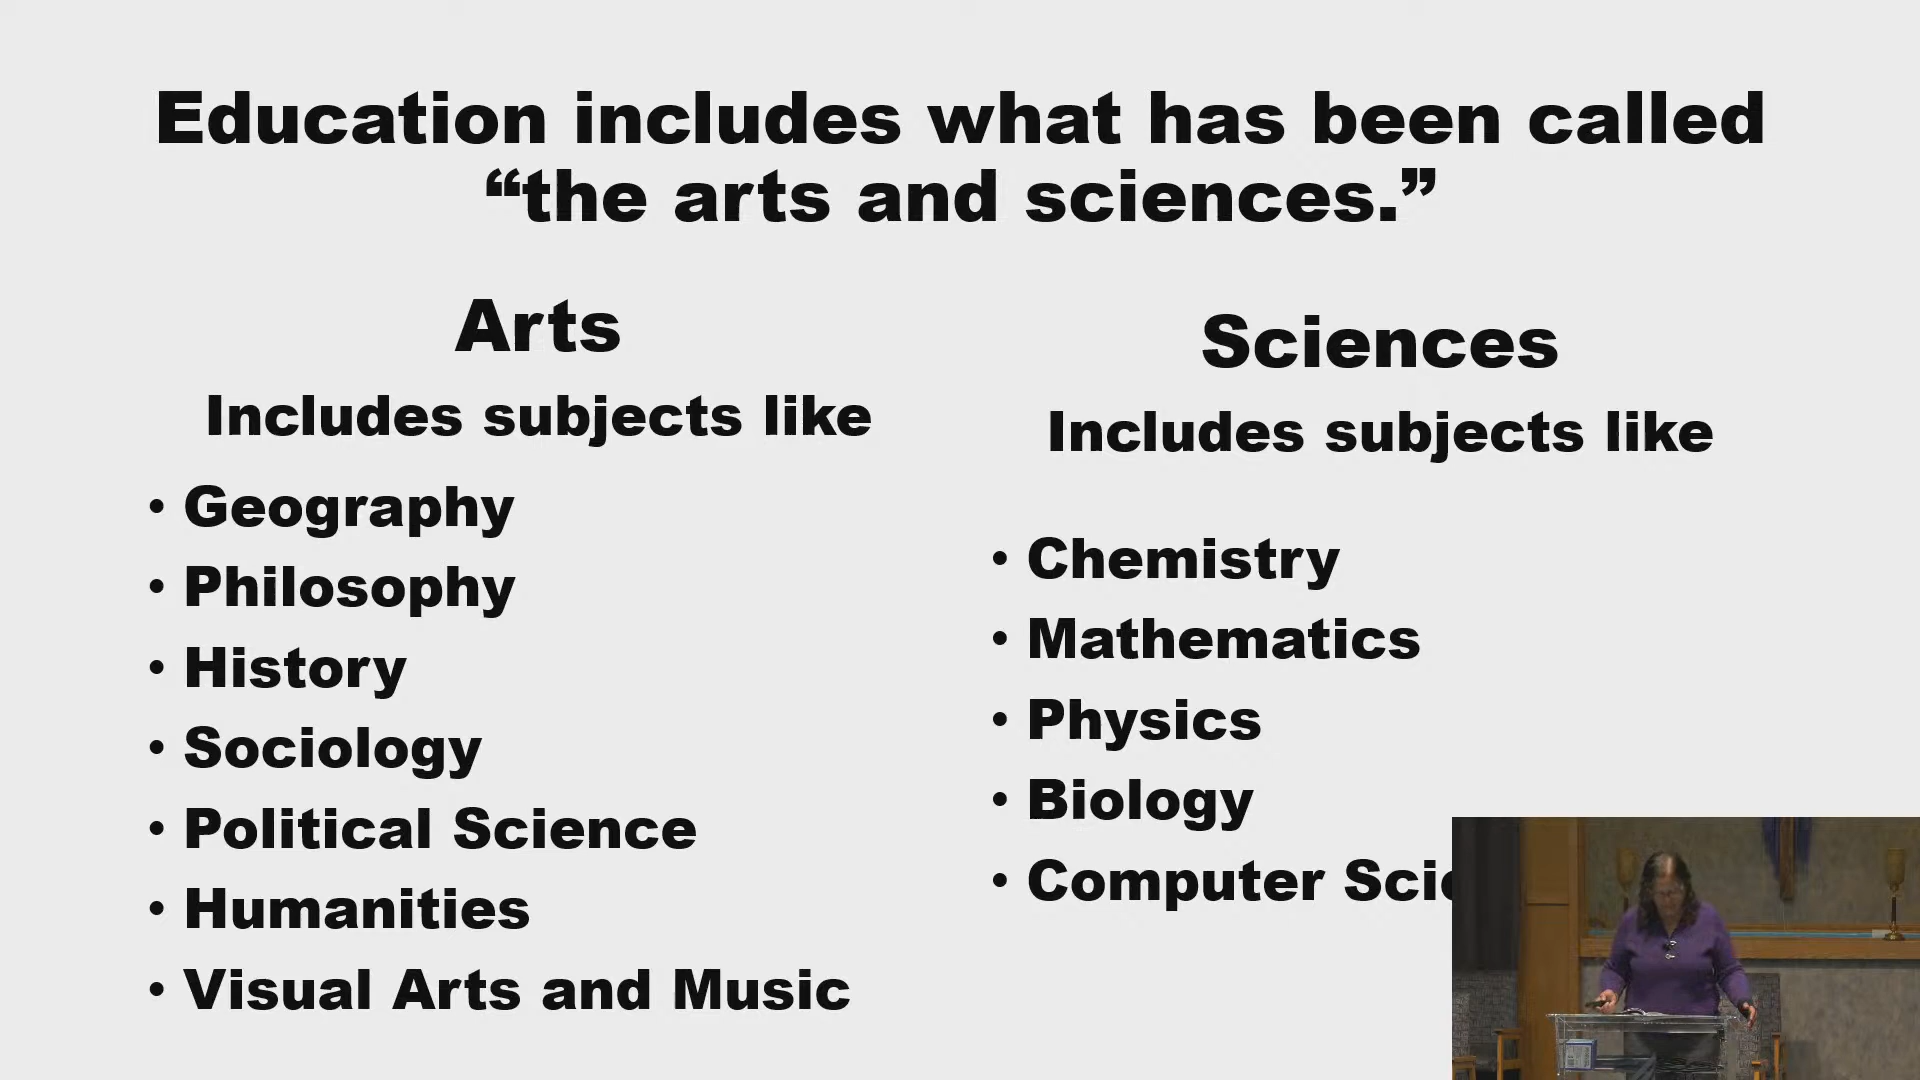 Education includes what has been called
“the arts and sciences.”
Arts
Includes subjects like
• Geography
• Philosophy
• History
• Sociology
• Political Science
• Humanities
• Visual Arts and Music
Sciences
Includes subjects like
• Chemistry
• Mathematics
• Physics
• Biology
• Computer